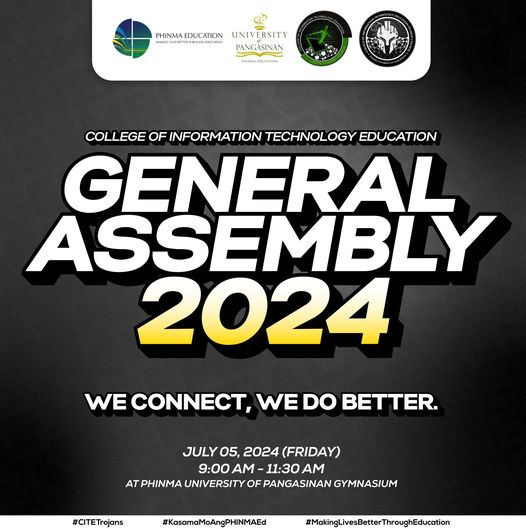 PHINMA EDUCATION
MAKING LIVES BETTER THROUGH EDUCATION
UNIVERSITY
of
PANGASINAN
PHINMA EDUCATION
COLLEGE OF INFORMATION TECHNOLOGY EDUCATION
GENERAL
ASSEMBLY
2024
WE CONNECT, WE DO BETTER.
JULY 05, 2024 (FRIDAY)
9:00 AM - 11:30 AM
AT PHINMA UNIVERSITY OF PANGASINAN GYMNASIUM
#CITETrojans #KasamaMoAngPHINMAEd #MakingLivesBetterThroughEducation